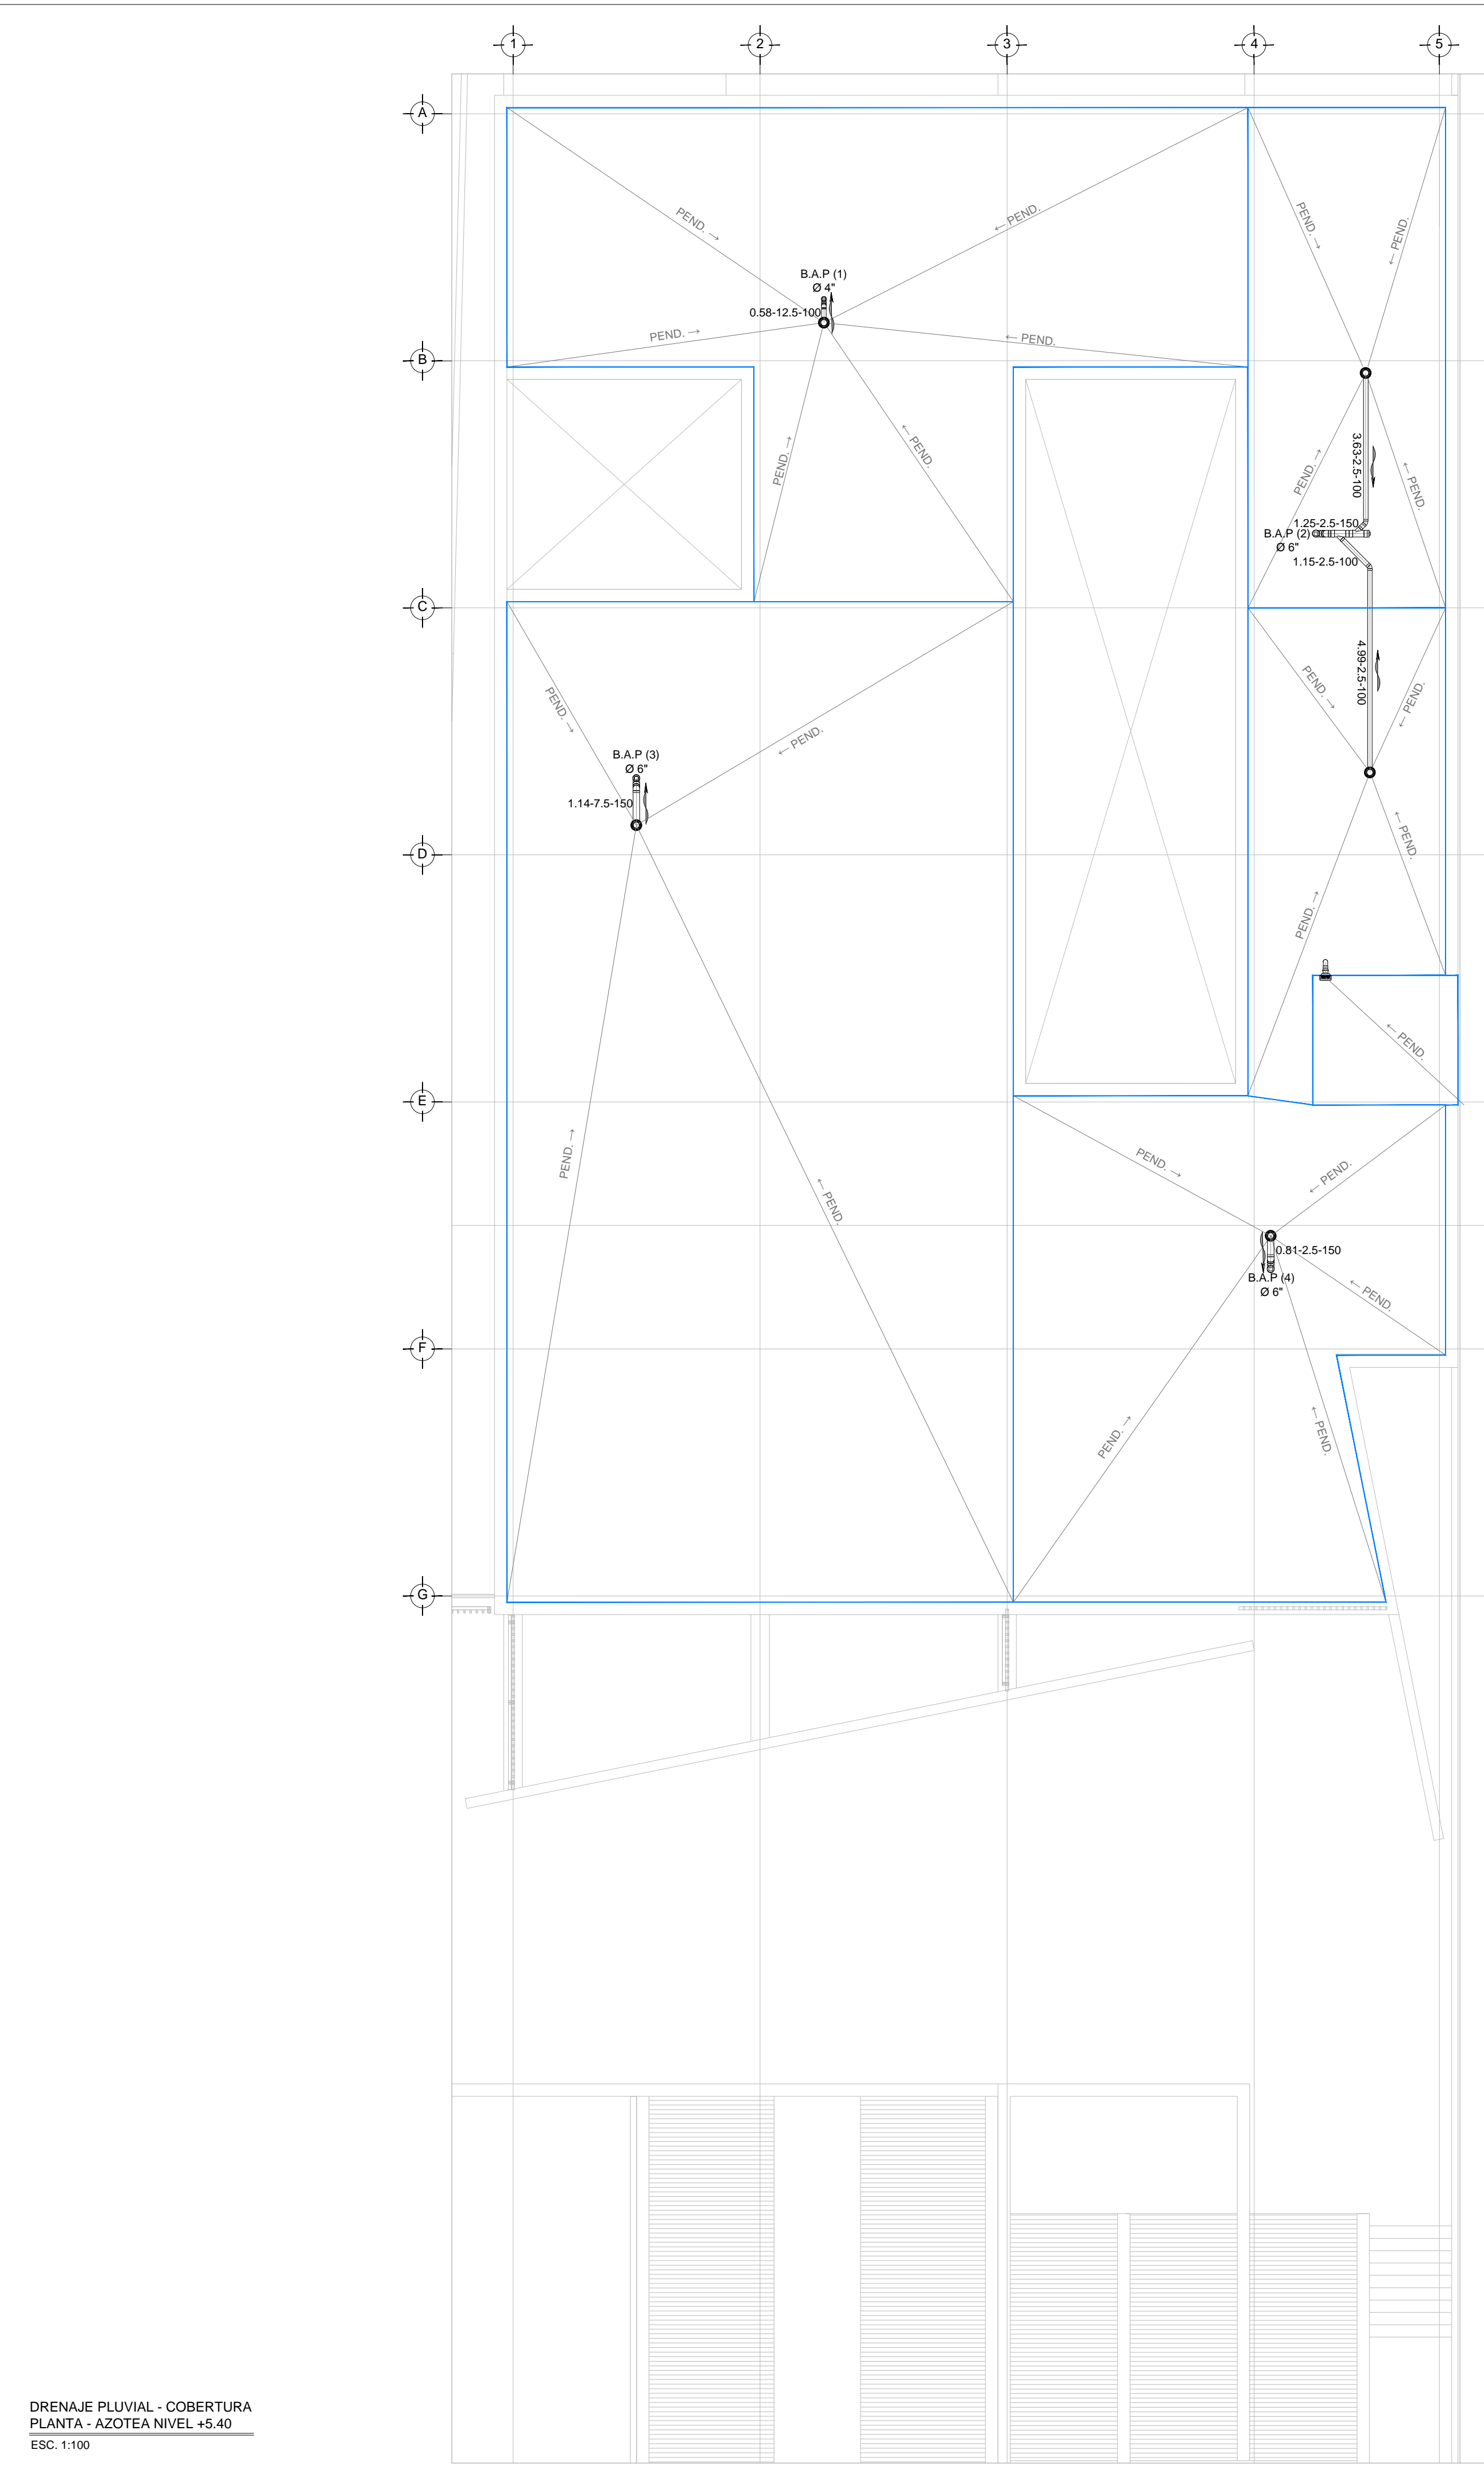 1
2
3
4
5
A
PEND. →
← PEND.
PEND. →
← PEND.
B.A.P (1)
Ø 4"
0.58-12.5-100
PEND. →
← PEND.
B
← PEND.
PEND. →
3.63-2.5-100
PEND. →
← PEND.
1.25-2.5-150
B.A.P (2)
Ø 6"
1.15-2.5-100
C
4.99-2.5-100
PEND. →
← PEND.
PEND. →
← PEND.
B.A.P (3)
Ø 6"
1.14-7.5-150
← PEND.
D
PEND. →
← PEND.
E
PEND. →
PEND. →
← PEND.
← PEND.
0.81-2.5-150
B.A.P (4)
Ø 6"
← PEND.
F
PEND. →
← PEND.
G
DRENAJE PLUVIAL - COBERTURA
PLANTA - AZOTEA NIVEL +5.40
ESC. 1:100